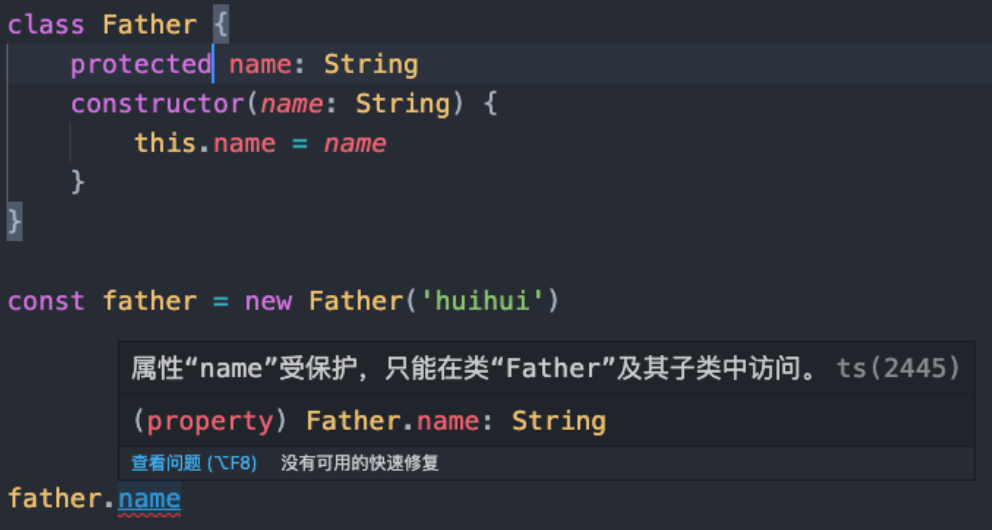 class Father {
    protected name: String
    constructor(name: String) {
        this.name = name
    }
}
const father = new Father('huihui')
属性“name”受保护，只能在类“Father”及其子类中访问。 ts(2445)
(property) Father.name: String
查看问题 (⌥F8) 没有可用的快速修复
father.name